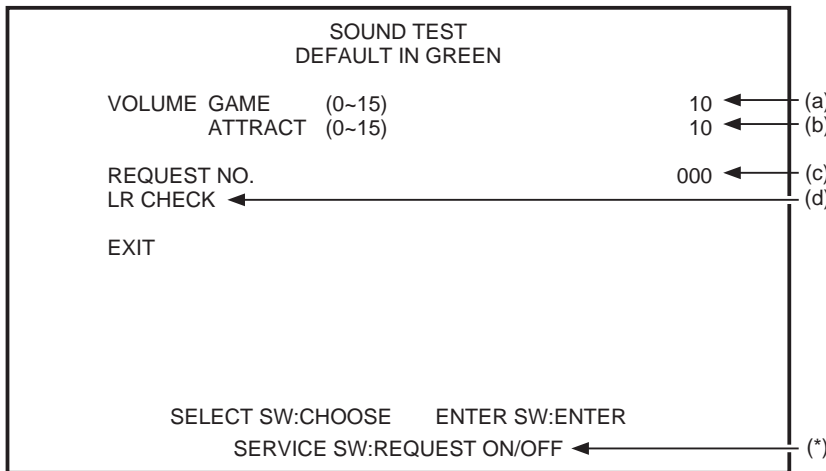 SOUND TEST
DEFAULT IN GREEN
VOLUME GAME (0~15) 10 (a)
ATTRACT (0~15) 10 (b)
REQUEST NO. 000 (c)
LR CHECK (d)
EXIT
SELECT SW:CHOOSE ENTER SW:ENTER
SERVICE SW:REQUEST ON/OFF (*)